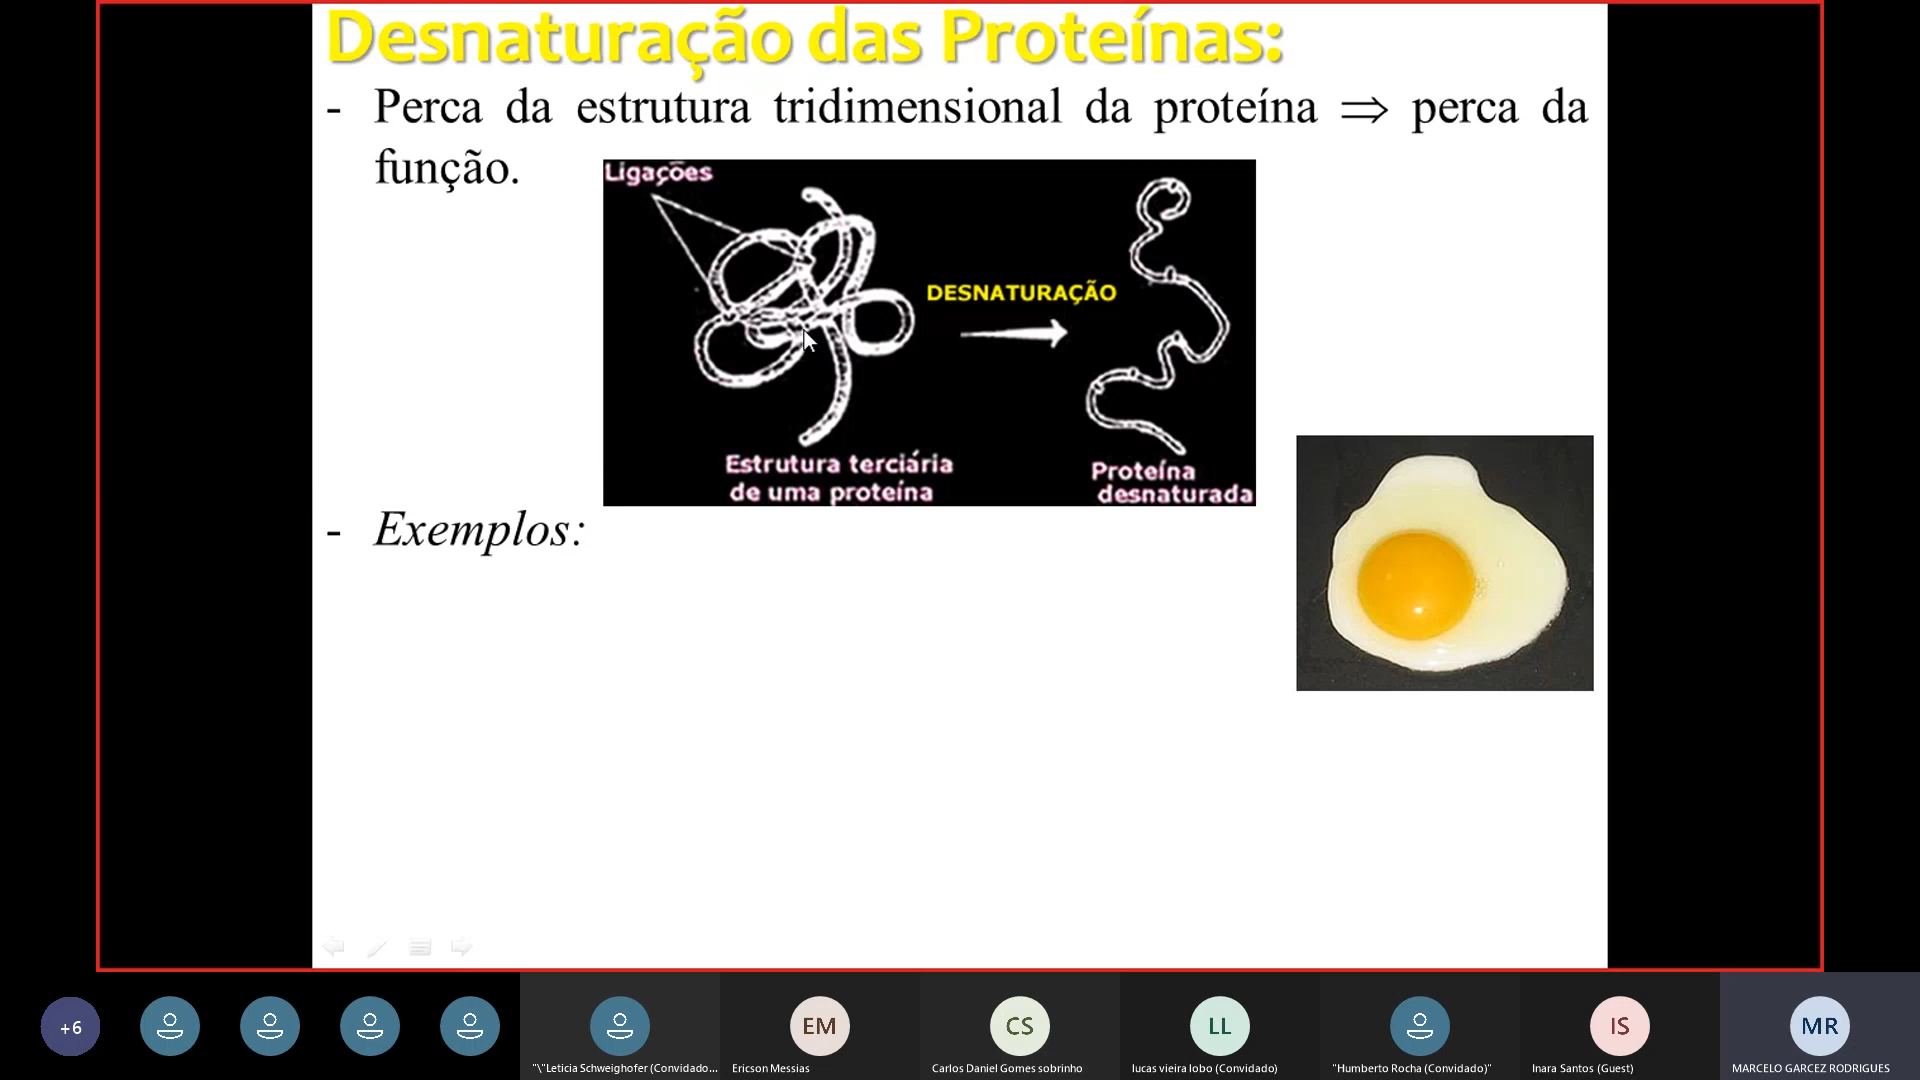 Desnaturação das Proteínas:
- Perca da estrutura tridimensional da proteína ⇒ perca da
função.
Ligações
DESNATURAÇÃO
Estrutura terciária
de uma proteína
Proteína
desnaturada
- Exemplos:
+6
EM
CS
LL
IS
MR
"\"Leticia Schweighofer (Convidado...
Ericson Messias
Carlos Daniel Gomes sobrinho
lucas vieira lobo (Convidado)
"Humberto Rocha (Convidado)"
Inara Santos (Guest)
MARCELO GARCEZ RODRIGUES